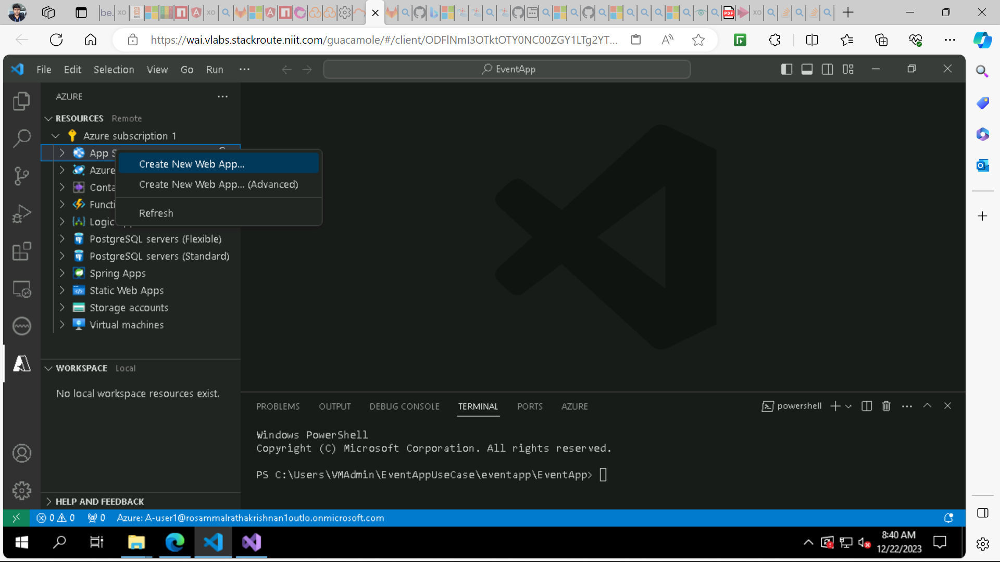 be.
xo
xo
PDF
xo
https://wai.vlabs.stackroute.niit.com/guacamole/#/client/ODFlNmI3OTktOTY0NC00ZGY1LTg2YT...
File Edit Selection View Go Run ···
EventApp
AZURE
RESOURCES Remote
Azure subscription 1
App S
Azure
Conta
Functi
Logic
PostgreSQL servers (Flexible)
PostgreSQL servers (Standard)
Spring Apps
Static Web Apps
Storage accounts
Virtual machines
Create New Web App...
Create New Web App... (Advanced)
Refresh
WORKSPACE Local
No local workspace resources exist.
HELP AND FEEDBACK
PROBLEMS OUTPUT DEBUG CONSOLE TERMINAL PORTS AZURE
powershell
Windows PowerShell
Copyright (C) Microsoft Corporation. All rights reserved.
PS C:\Users\VMAdmin\EventAppUseCase\eventapp\EventApp>
0 0 0 Azure: A-user1@rosammalrathakrishnan1outlo.onmicrosoft.com
8:40 AM
12/22/2023